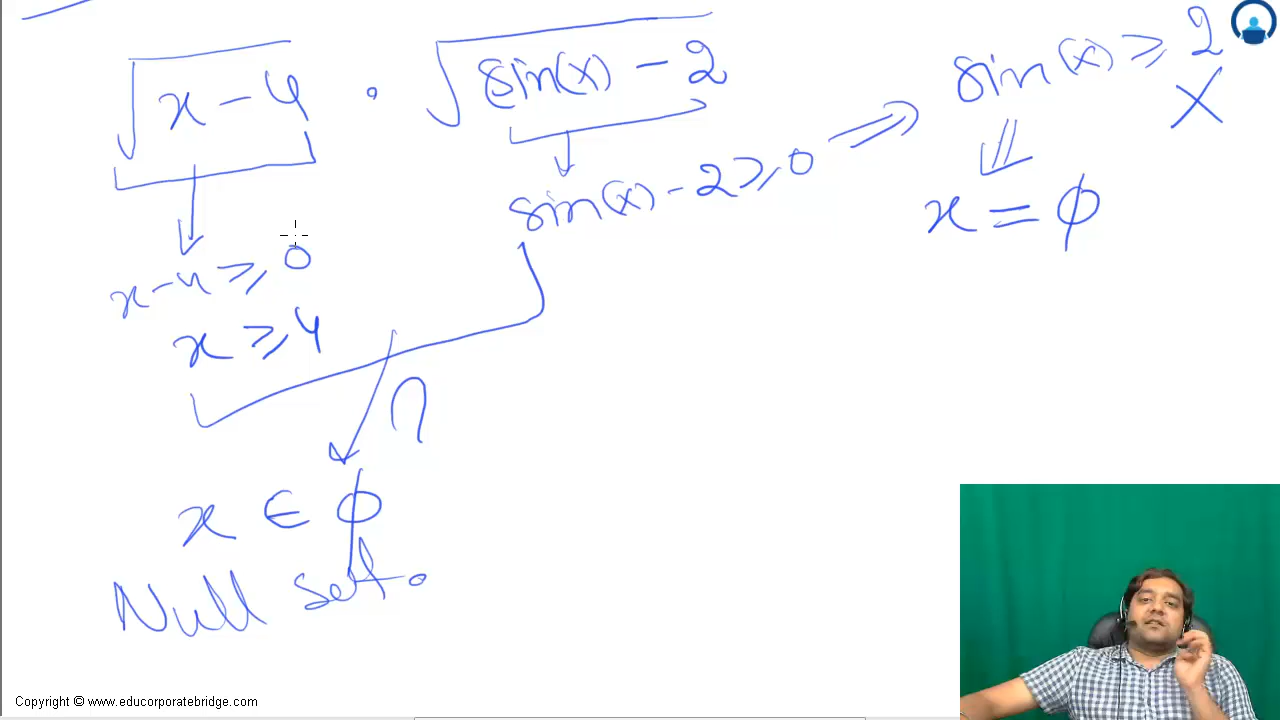 √(x - 4) · √(sin(x) - 2)
sin(x) - 2 ≥ 0 ⇒ sin(x) ≥ 2 X
⇓
x = ϕ
x - 4 ≥ 0
x ≥ 4
∩
x ∈ ϕ
Null set.
Copyright © www.educorporatebridge.com